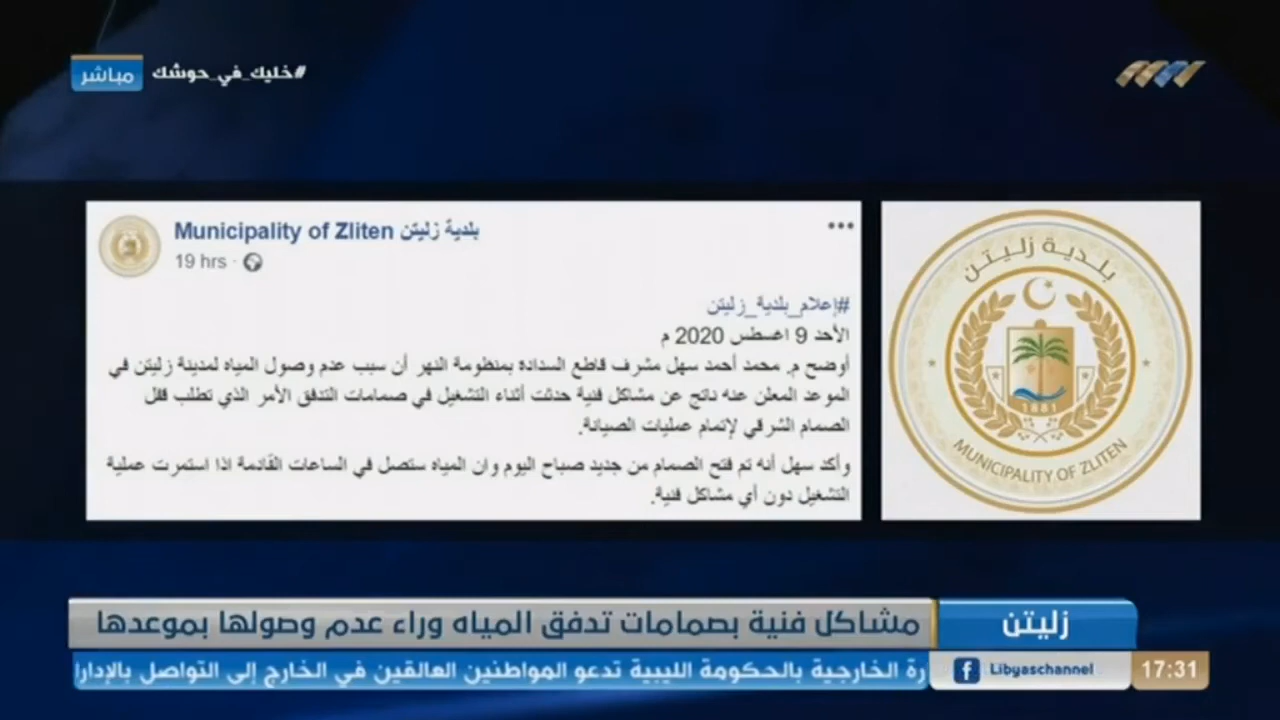 مباشر
#خليك_في_حوشك
Municipality of Zliten بلدية زليتن
19 hrs ·
#إعلام_بلدية_زليتن
الأحد 9 اغسطس 2020 م
أوضح م. محمد أحمد سهل مشرف قاطع السدادة بمنظومة النهر أن سبب عدم وصول المياه لمدينة زليتن في
الموعد المعلن عنه ناتج عن مشاكل فنية حدثت أثناء التشغيل في صمامات التدفق الأمر الذي تطلب قفل
الصمام الشرقي لإتمام عمليات الصيانة.
وأكد سهل أنه تم فتح الصمام من جديد صباح اليوم وان المياه ستصل في الساعات القادمة اذا استمرت عملية
التشغيل دون أي مشاكل فنية.
بلدية زليتن
1881
MUNICIPALITY OF ZLITEN
زليتن
مشاكل فنية بصمامات تدفق المياه وراء عدم وصولها بموعدها
17:31
Libyaschannel
رة الخارجية بالحكومة الليبية تدعو المواطنين العالقين في الخارج إلى التواصل بالإدار